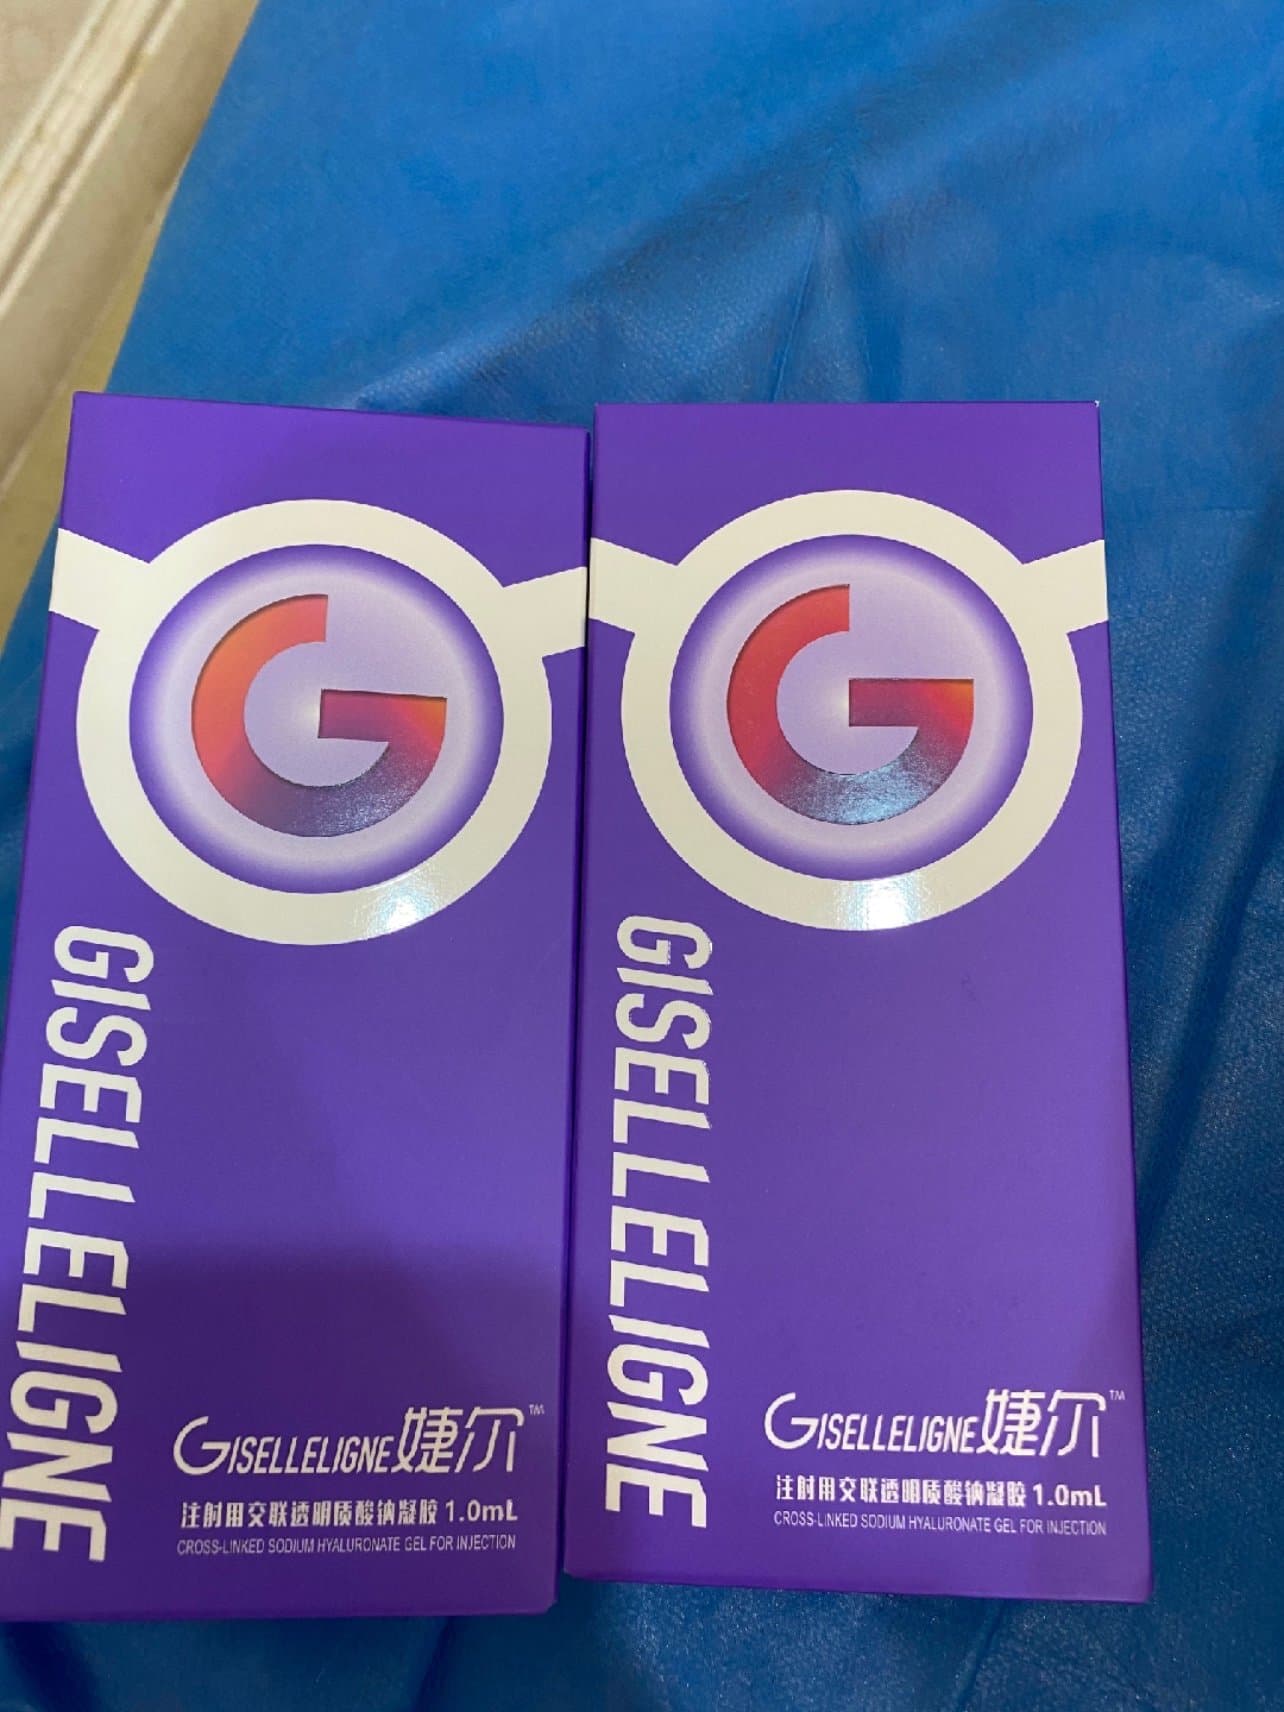 GISELLELIGNE
GISELLELIGNE婕尔™
注射用交联透明质酸钠凝胶 1.0mL
CROSS-LINKED SODIUM HYALURONATE GEL FOR INJECTION
GISELLELIGNE
GISELLELIGNE婕尔™
注射用交联透明质酸钠凝胶 1.0mL
CROSS-LINKED SODIUM HYALURONATE GEL FOR INJECTION